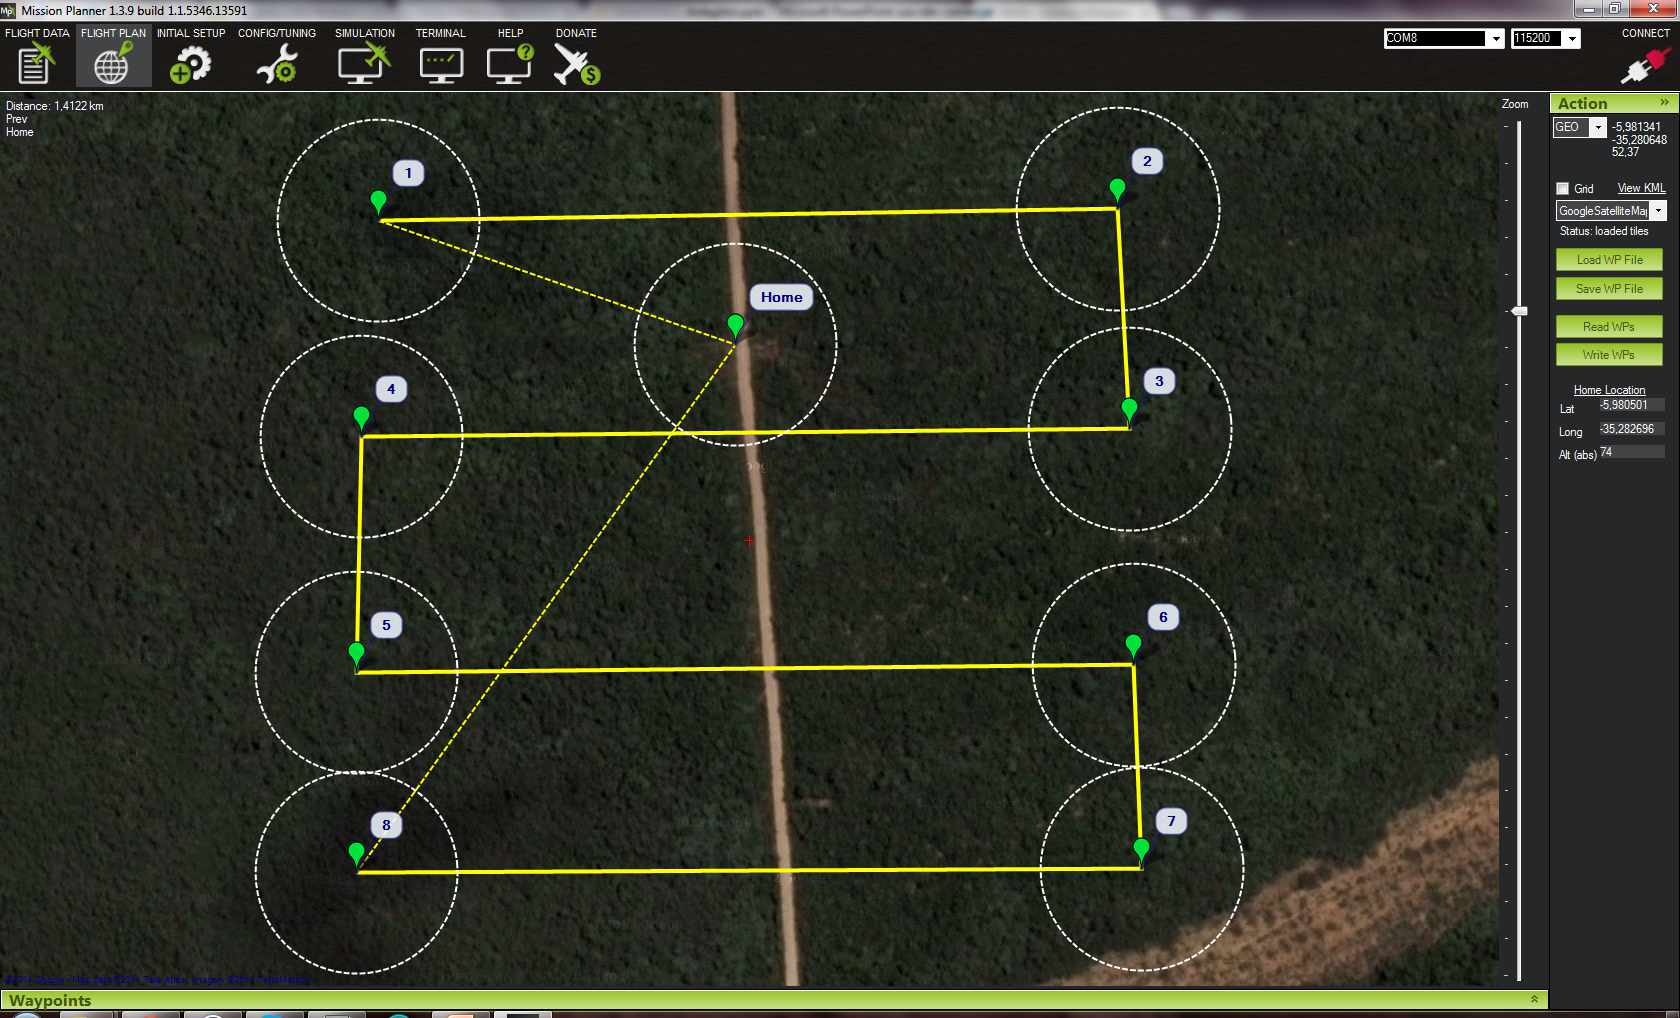 Mission Planner 1.3.9 build 1.1.5346.13591
FLIGHT DATA FLIGHT PLAN INITIAL SETUP CONFIG/TUNING SIMULATION TERMINAL HELP DONATE
COM8 115200 CONNECT
Distance: 1,4122 km
Prev
Home
Zoom
Action
GEO
-5,981341
-35,280648
52,37
Grid View KML
GoogleSatelliteMap
Status: loaded tiles
Load WP File
Save WP File
Read WPs
Write WPs
Home Location
Lat -5,980501
Long -35,282696
Alt (abs) 74
1
2
Home
3
4
5
6
7
8
Waypoints